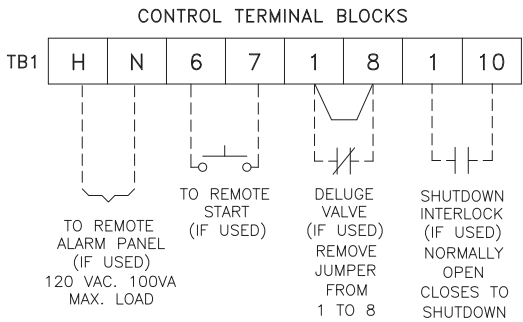 CONTROL TERMINAL BLOCKS
TB1 H N 6 7 1 8 1 10
TO REMOTE
ALARM PANEL
(IF USED)
120 VAC. 100VA
MAX. LOAD
TO REMOTE
START
(IF USED)
DELUGE
VALVE
(IF USED)
REMOVE
JUMPER
FROM
1 TO 8
SHUTDOWN
INTERLOCK
(IF USED)
NORMALLY
OPEN
CLOSES TO
SHUTDOWN